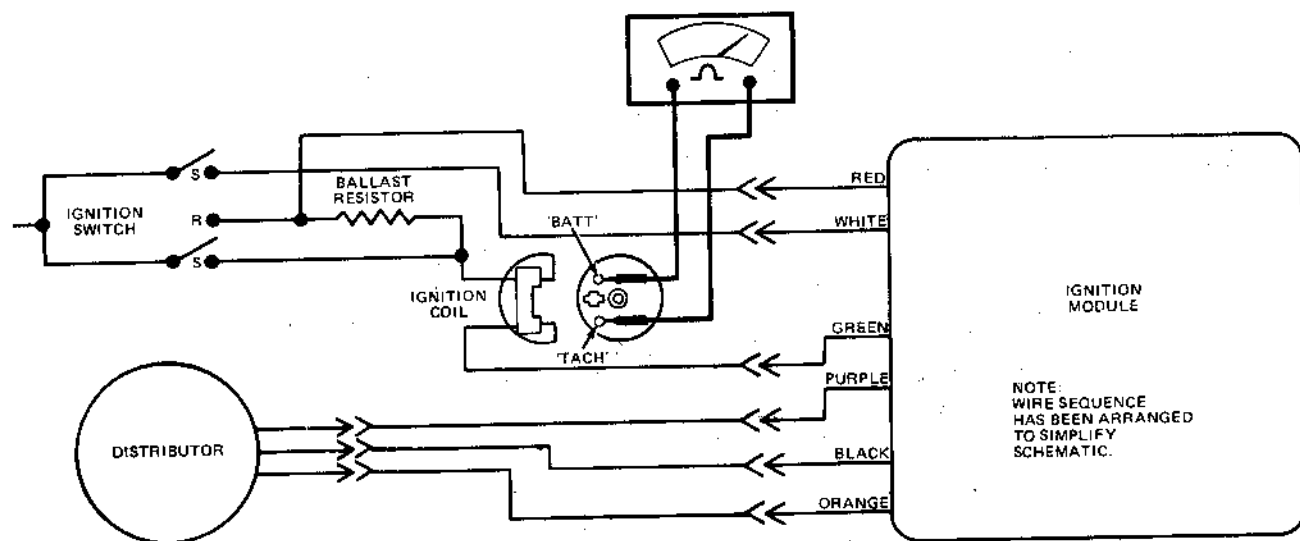 S
IGNITION
SWITCH
R
S
BALLAST
RESISTOR
'BATT'
IGNITION
COIL
'TACH'
RED
WHITE
GREEN
PURPLE
BLACK
ORANGE
IGNITION
MODULE
NOTE:
WIRE SEQUENCE
HAS BEEN ARRANGED
TO SIMPLIFY
SCHEMATIC.
DISTRIBUTOR